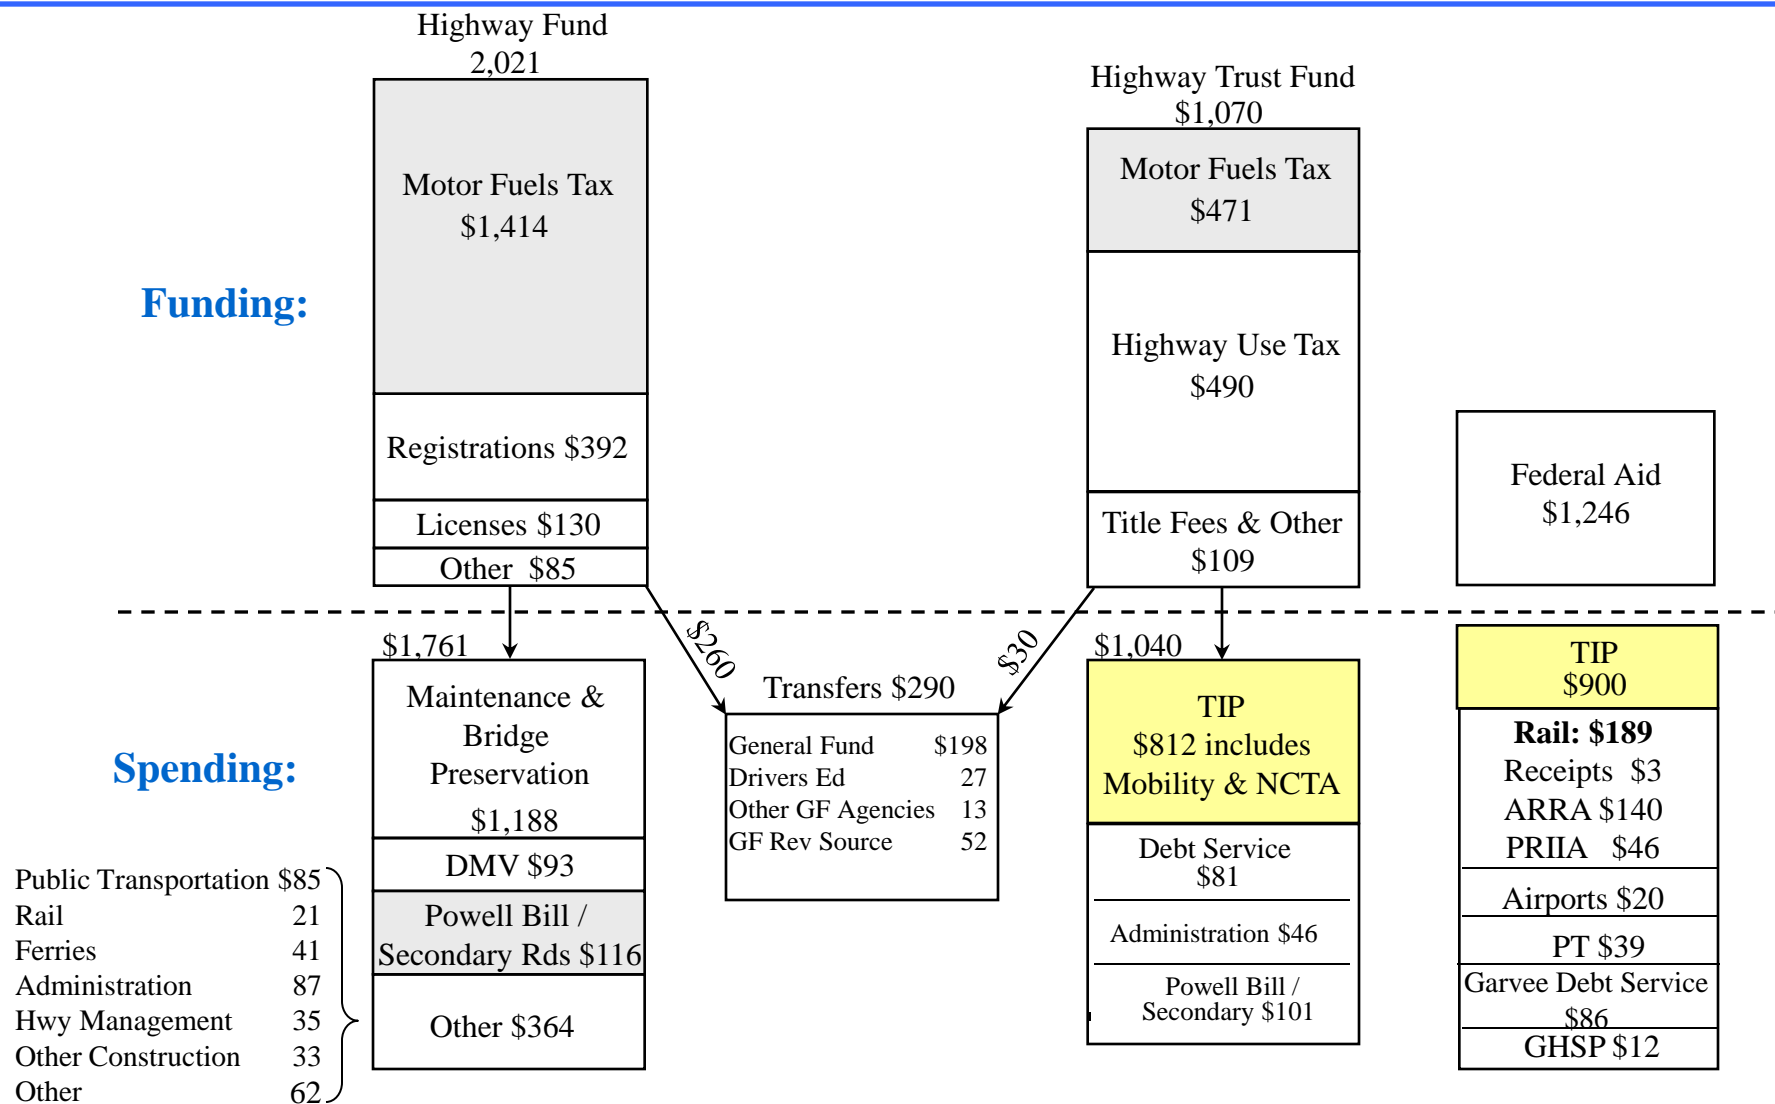 Highway Fund
2,021
Motor Fuels Tax
$1,414
Registrations $392
Licenses $130
Other $85
Highway Trust Fund
$1,070
Motor Fuels Tax
$471
Highway Use Tax
$490
Title Fees & Other
$109
Federal Aid
$1,246
Funding:
Spending:
$1,761
Maintenance &
Bridge
Preservation
$1,188
DMV $93
Powell Bill /
Secondary Rds $116
Other $364
Public Transportation $85
Rail 21
Ferries 41
Administration 87
Hwy Management 35
Other Construction 33
Other 62
$260
$30
Transfers $290
General Fund $198
Drivers Ed 27
Other GF Agencies 13
GF Rev Source 52
$1,040
TIP
$812 includes
Mobility & NCTA
Debt Service
$81
Administration $46
Powell Bill /
Secondary $101
TIP
$900
Rail: $189
Receipts $3
ARRA $140
PRIIA $46
Airports $20
PT $39
Garvee Debt Service
$86
GHSP $12